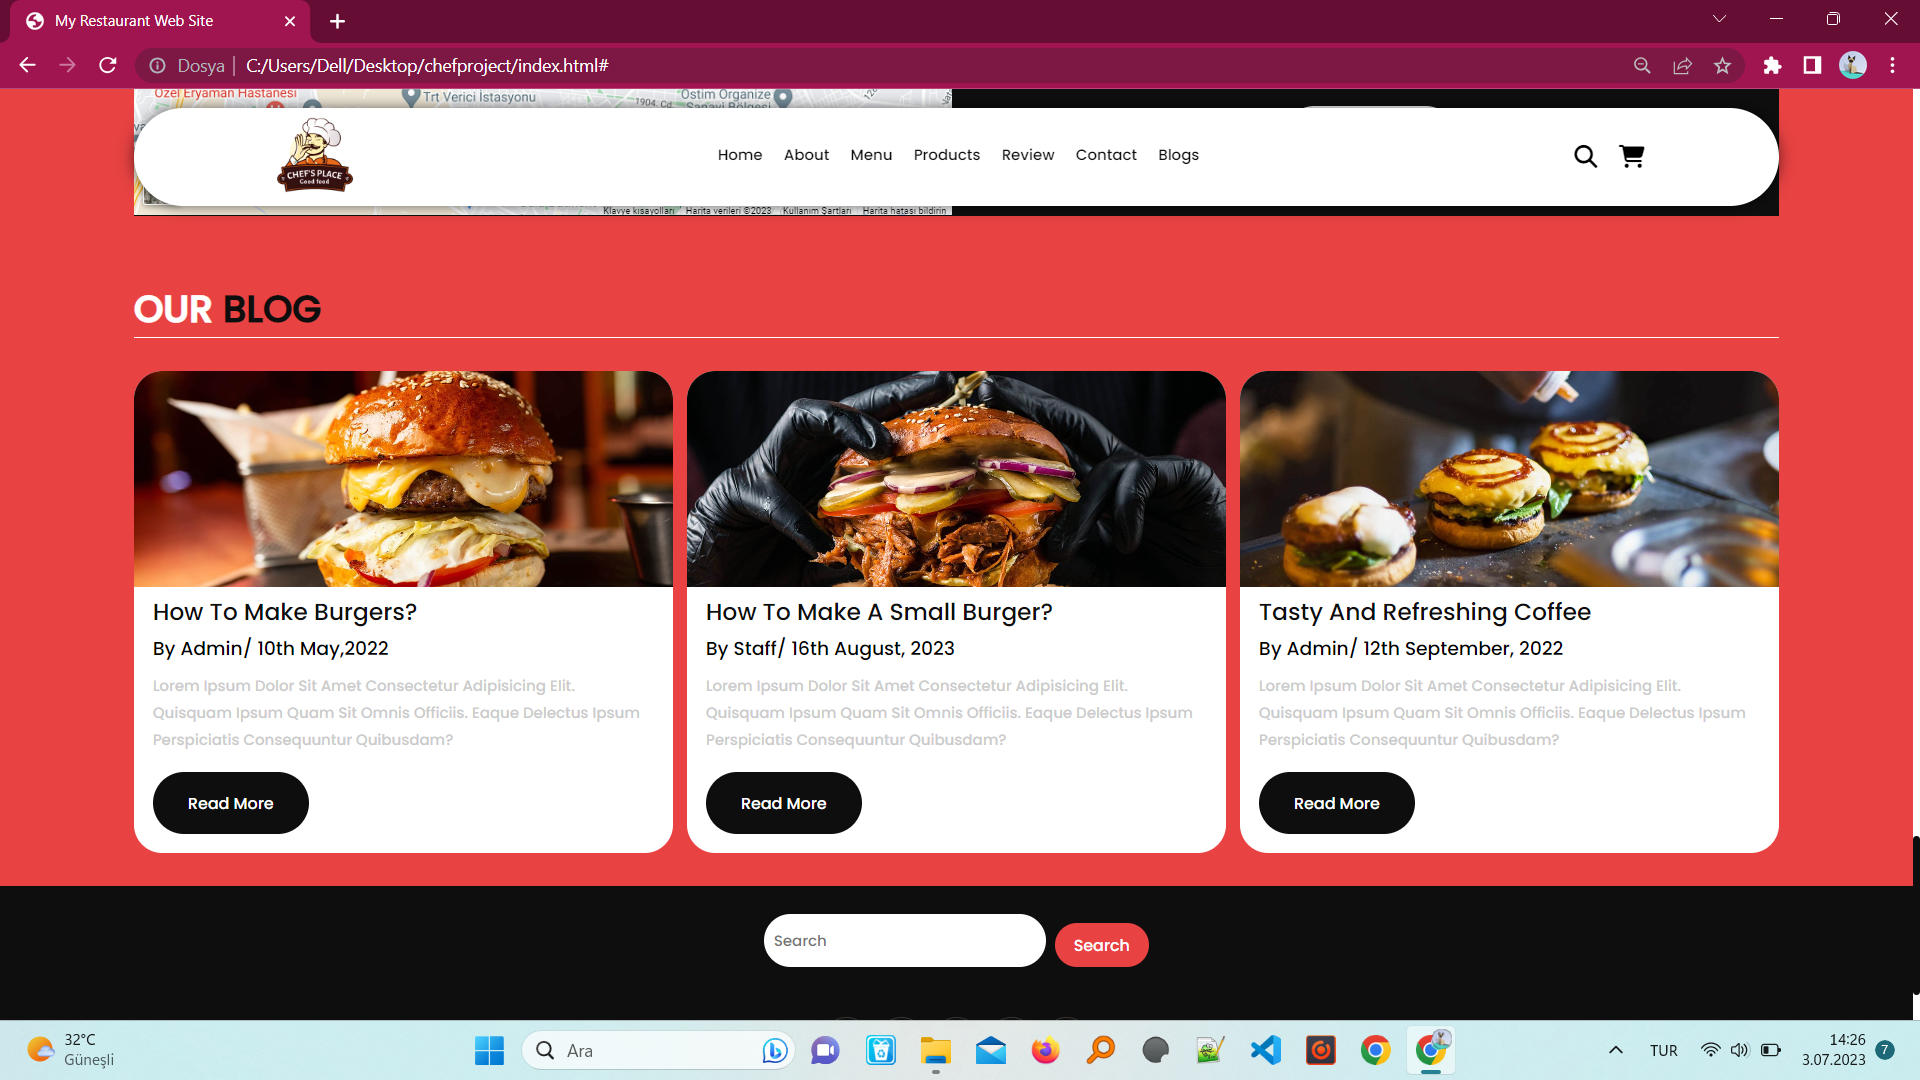 My Restaurant Web Site
Dosya | C:/Users/Dell/Desktop/chefproject/index.html#
Özel Eryaman Hastanesi
Trt Verici İstasyonu
1904. Cd.
Ostim Organize
Sanayi Bölgesi
CHEF'S PLACE
Good food
Home About Menu Products Review Contact Blogs
Klavye kısayolları Harita verileri ©2023 Kullanım Şartları Harita hatası bildirin
OUR BLOG
How To Make Burgers?
By Admin/ 10th May,2022
Lorem Ipsum Dolor Sit Amet Consectetur Adipisicing Elit.
Quisquam Ipsum Quam Sit Omnis Officiis. Eaque Delectus Ipsum
Perspiciatis Consequuntur Quibusdam?
Read More
How To Make A Small Burger?
By Staff/ 16th August, 2023
Lorem Ipsum Dolor Sit Amet Consectetur Adipisicing Elit.
Quisquam Ipsum Quam Sit Omnis Officiis. Eaque Delectus Ipsum
Perspiciatis Consequuntur Quibusdam?
Read More
Tasty And Refreshing Coffee
By Admin/ 12th September, 2022
Lorem Ipsum Dolor Sit Amet Consectetur Adipisicing Elit.
Quisquam Ipsum Quam Sit Omnis Officiis. Eaque Delectus Ipsum
Perspiciatis Consequuntur Quibusdam?
Read More
Search
Search
32°C
Güneşli
Ara
TUR
14:26
3.07.2023
7